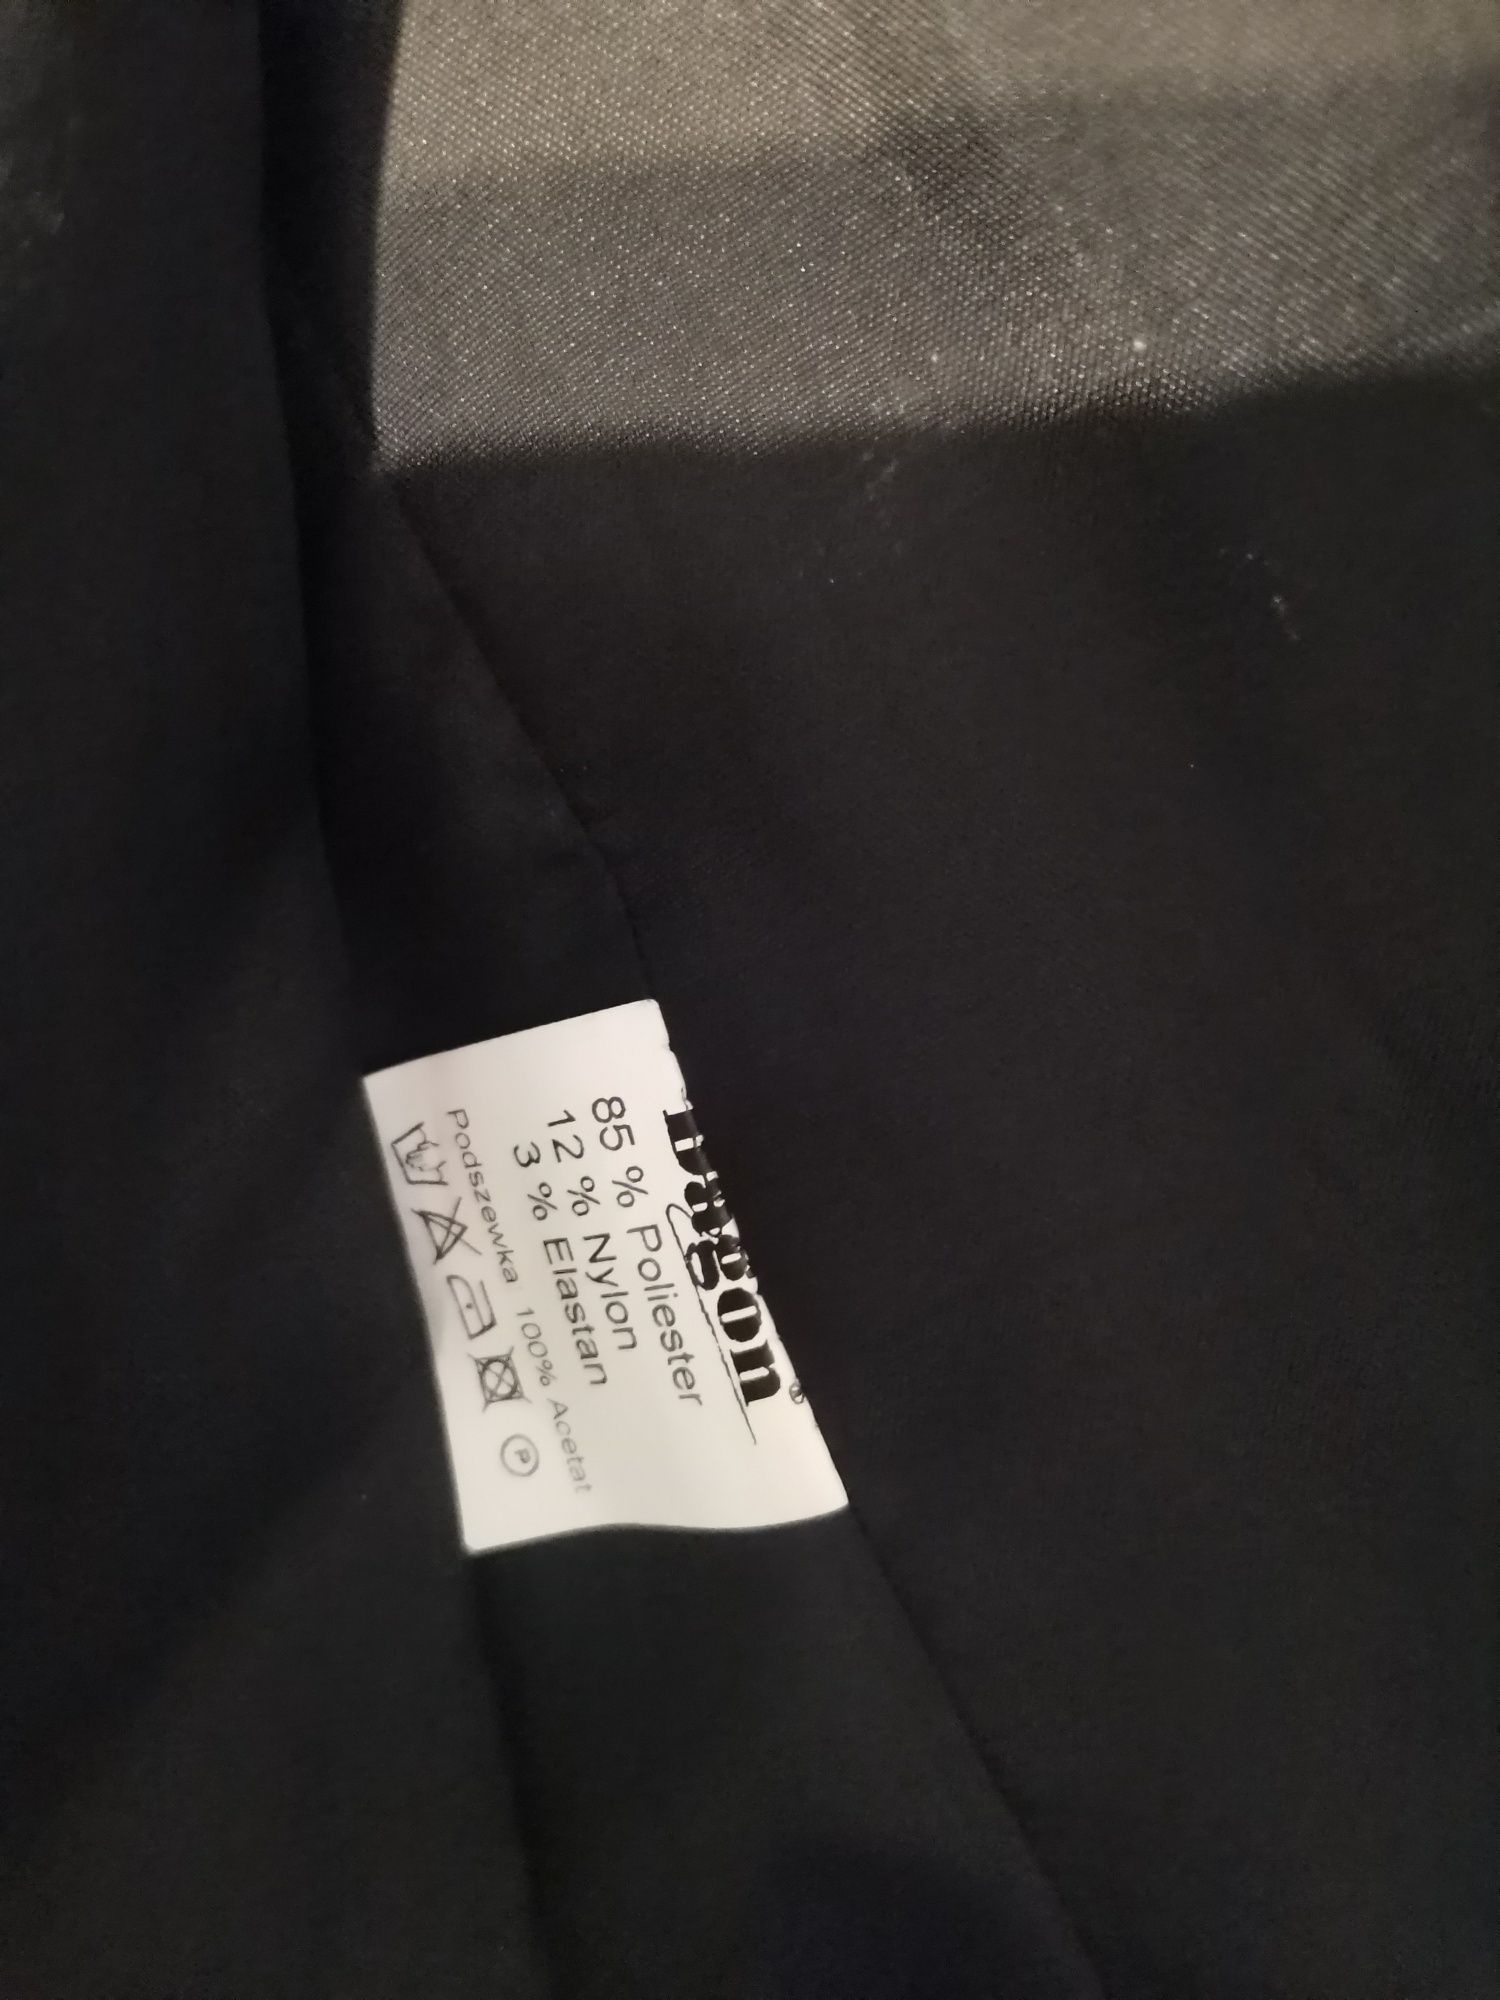 85 % Poliester
12 % Nylon
3 % Elastan
Podszewka: 100% Acetat
P